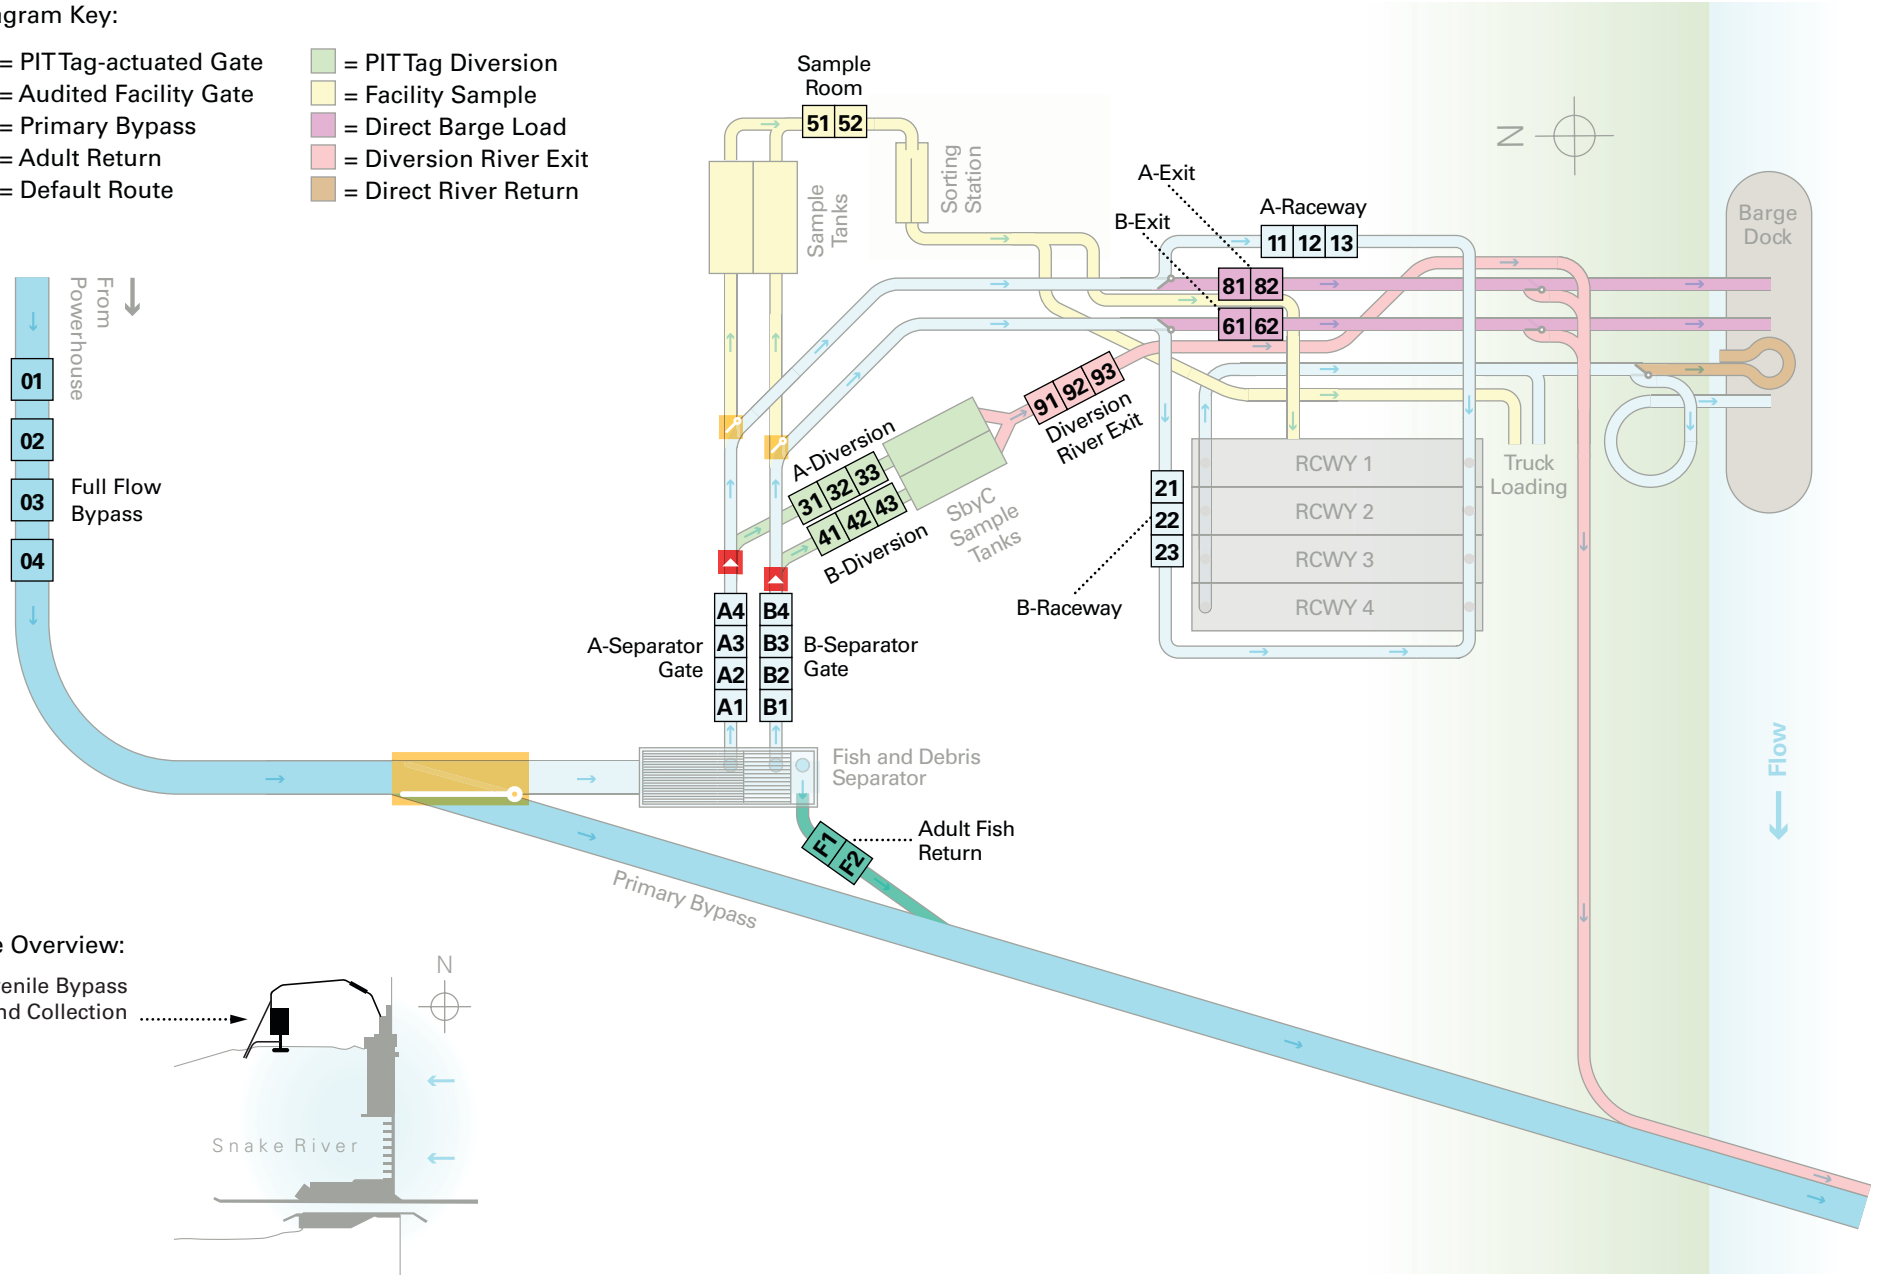 gram Key:
= PIT Tag-actuated Gate
= Audited Facility Gate
= Primary Bypass
= Adult Return
= Default Route
= PIT Tag Diversion
= Facility Sample
= Direct Barge Load
= Diversion River Exit
= Direct River Return
Sample
Room
51 52
Sample
Tanks
Sorting
Station
N
A-Exit
B-Exit
A-Raceway
11 12 13
81 82
61 62
Barge
Dock
From
Powerhouse
01
02
03
04
Full Flow
Bypass
91 92 93
Diversion
River Exit
A-Diversion
31 32 33
41 42 43
B-Diversion
SbyC
Sample
Tanks
21
22
23
B-Raceway
RCWY 1
RCWY 2
RCWY 3
RCWY 4
Truck
Loading
A4
A3
A2
A1
B4
B3
B2
B1
A-Separator
Gate
B-Separator
Gate
Fish and Debris
Separator
F1
F2
Adult Fish
Return
Primary Bypass
Flow
e Overview:
enile Bypass
nd Collection
N
Snake River